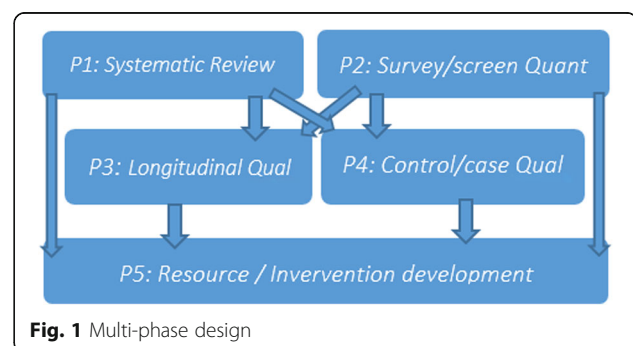 P1: Systematic Review
P2: Survey/screen Quant
P3: Longitudinal Qual
P4: Control/case Qual
P5: Resource / Invervention development
Fig. 1 Multi-phase design